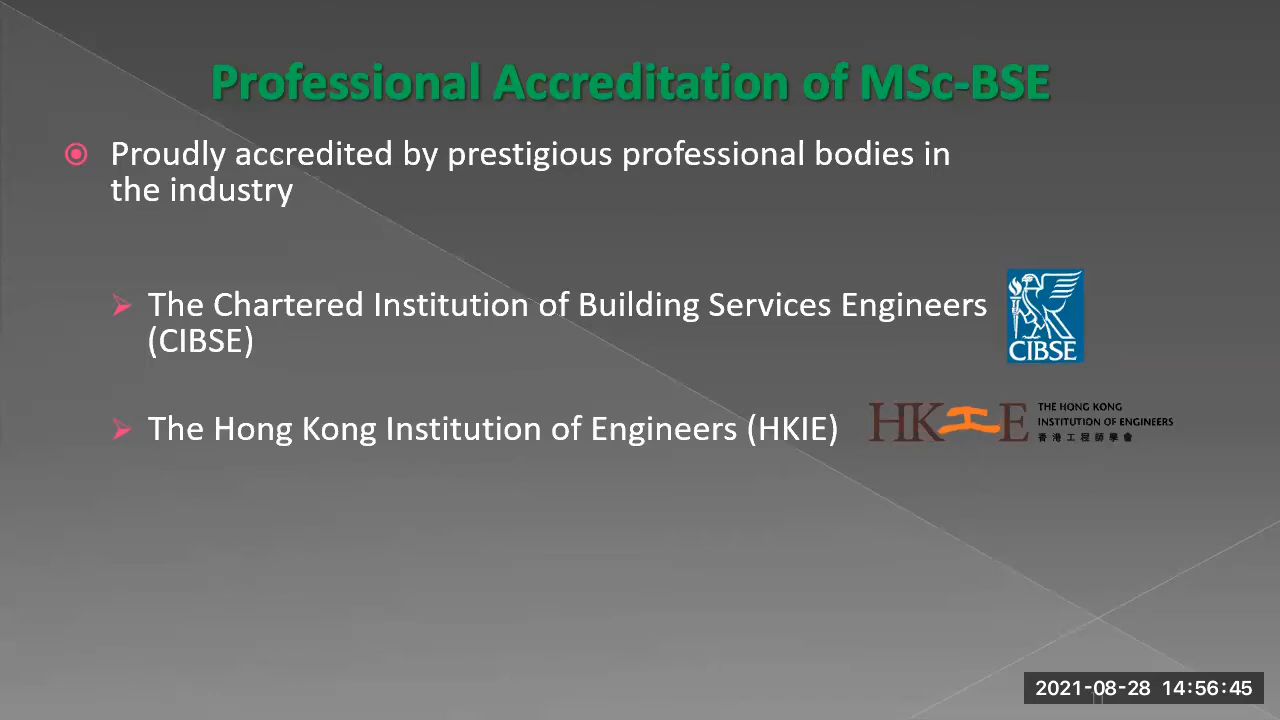 Professional Accreditation of MSc-BSE
Proudly accredited by prestigious professional bodies in
the industry
The Chartered Institution of Building Services Engineers
(CIBSE)
CIBSE
The Hong Kong Institution of Engineers (HKIE)
HK工E
THE HONG KONG
INSTITUTION OF ENGINEERS
香港工程師學會
2021-08-28 14:56:45